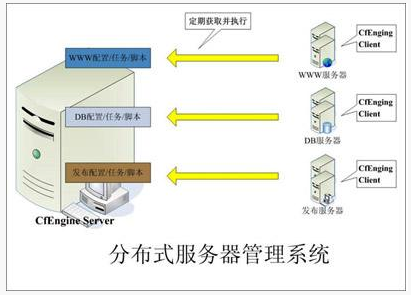 定期获取并执行
CfEnging
Client
WWW配置/任务/脚本
WWW服务器
CfEnging
Client
DB配置/任务/脚本
DB服务器
CfEnging
Client
发布配置/任务/脚本
发布服务器
CfEngine Server
分布式服务器管理系统